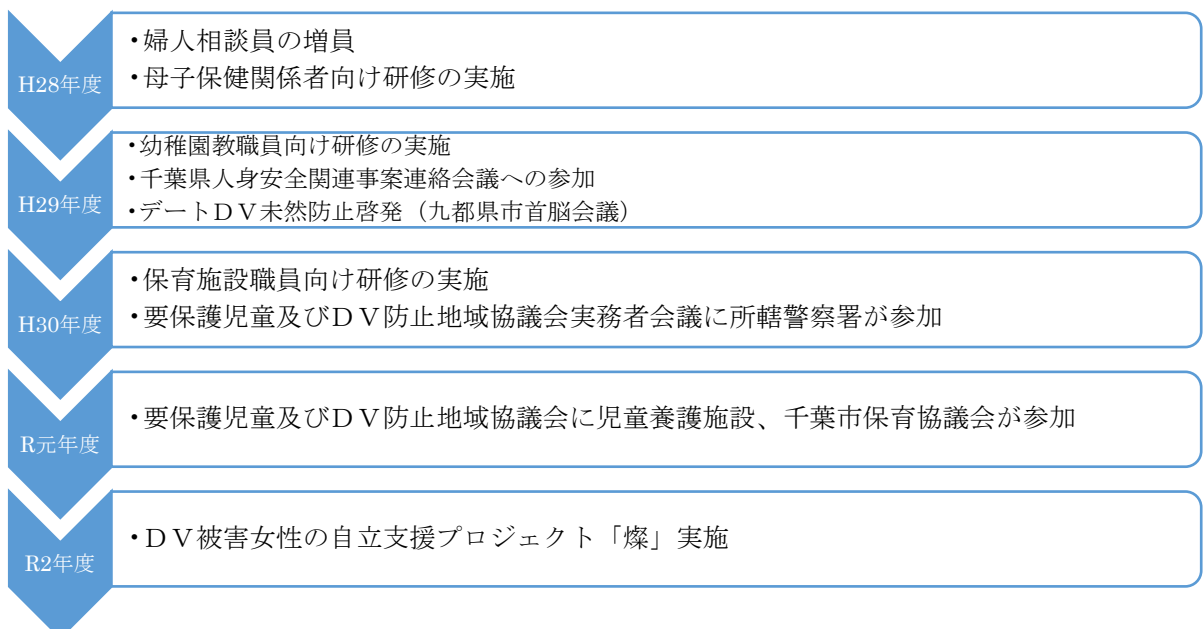 H28年度
・婦人相談員の増員
・母子保健関係者向け研修の実施
H29年度
・幼稚園教職員向け研修の実施
・千葉県人身安全関連事案連絡会議への参加
・デートＤＶ未然防止啓発（九都県市首脳会議）
H30年度
・保育施設職員向け研修の実施
・要保護児童及びＤＶ防止地域協議会実務者会議に所轄警察署が参加
R元年度
・要保護児童及びＤＶ防止地域協議会に児童養護施設、千葉市保育協議会が参加
R2年度
・ＤＶ被害女性の自立支援プロジェクト「燦」実施